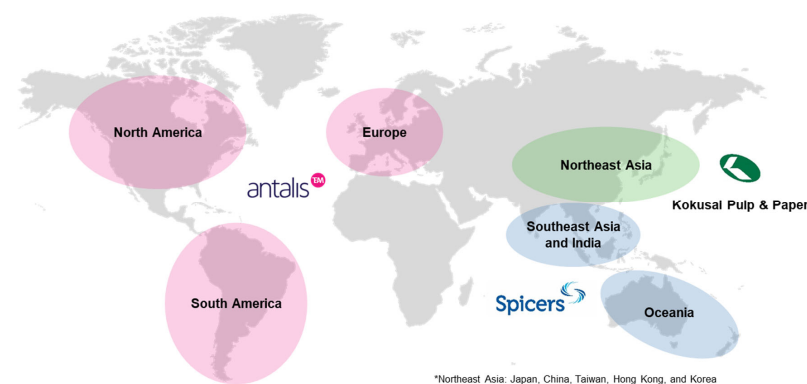 North America
Europe
Northeast Asia
antalis TM
Kokusai Pulp & Paper
Southeast Asia
and India
South America
Spicers
Oceania
*Northeast Asia: Japan, China, Taiwan, Hong Kong, and Korea